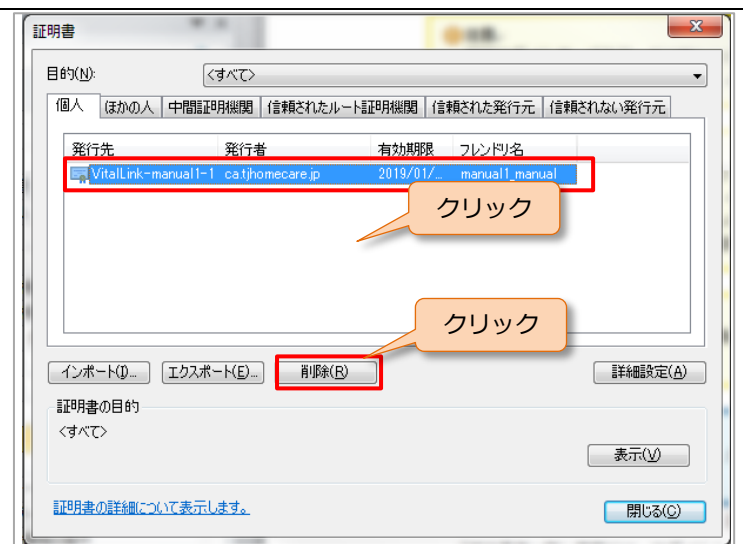 証明書
目的(N): <すべて>
個人 ほかの人 中間証明機関 信頼されたルート証明機関 信頼された発行元 信頼されない発行元
発行先 発行者 有効期限 フレンドリ名
VitalLink-manual1-1 ca.tjhomecare.jp 2019/01/... manual1_manual
クリック
クリック
インポート(I)... エクスポート(E)... 削除(R) 詳細設定(A)
証明書の目的
<すべて>
表示(V)
証明書の詳細について表示します。
閉じる(C)